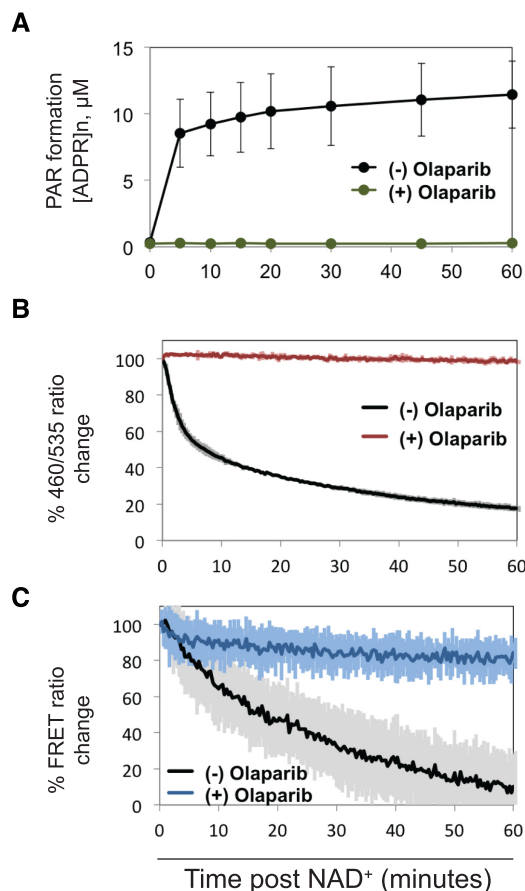 A
PAR formation
[ADPR]n, µM
15
10
5
0
(-) Olaparib
(+) Olaparib
0 10 20 30 40 50 60
B
% 460/535 ratio
change
100
80
60
40
20
0
(-) Olaparib
(+) Olaparib
0 10 20 30 40 50 60
C
% FRET ratio
change
100
80
60
40
20
0
(-) Olaparib
(+) Olaparib
0 10 20 30 40 50 60
Time post NAD⁺ (minutes)